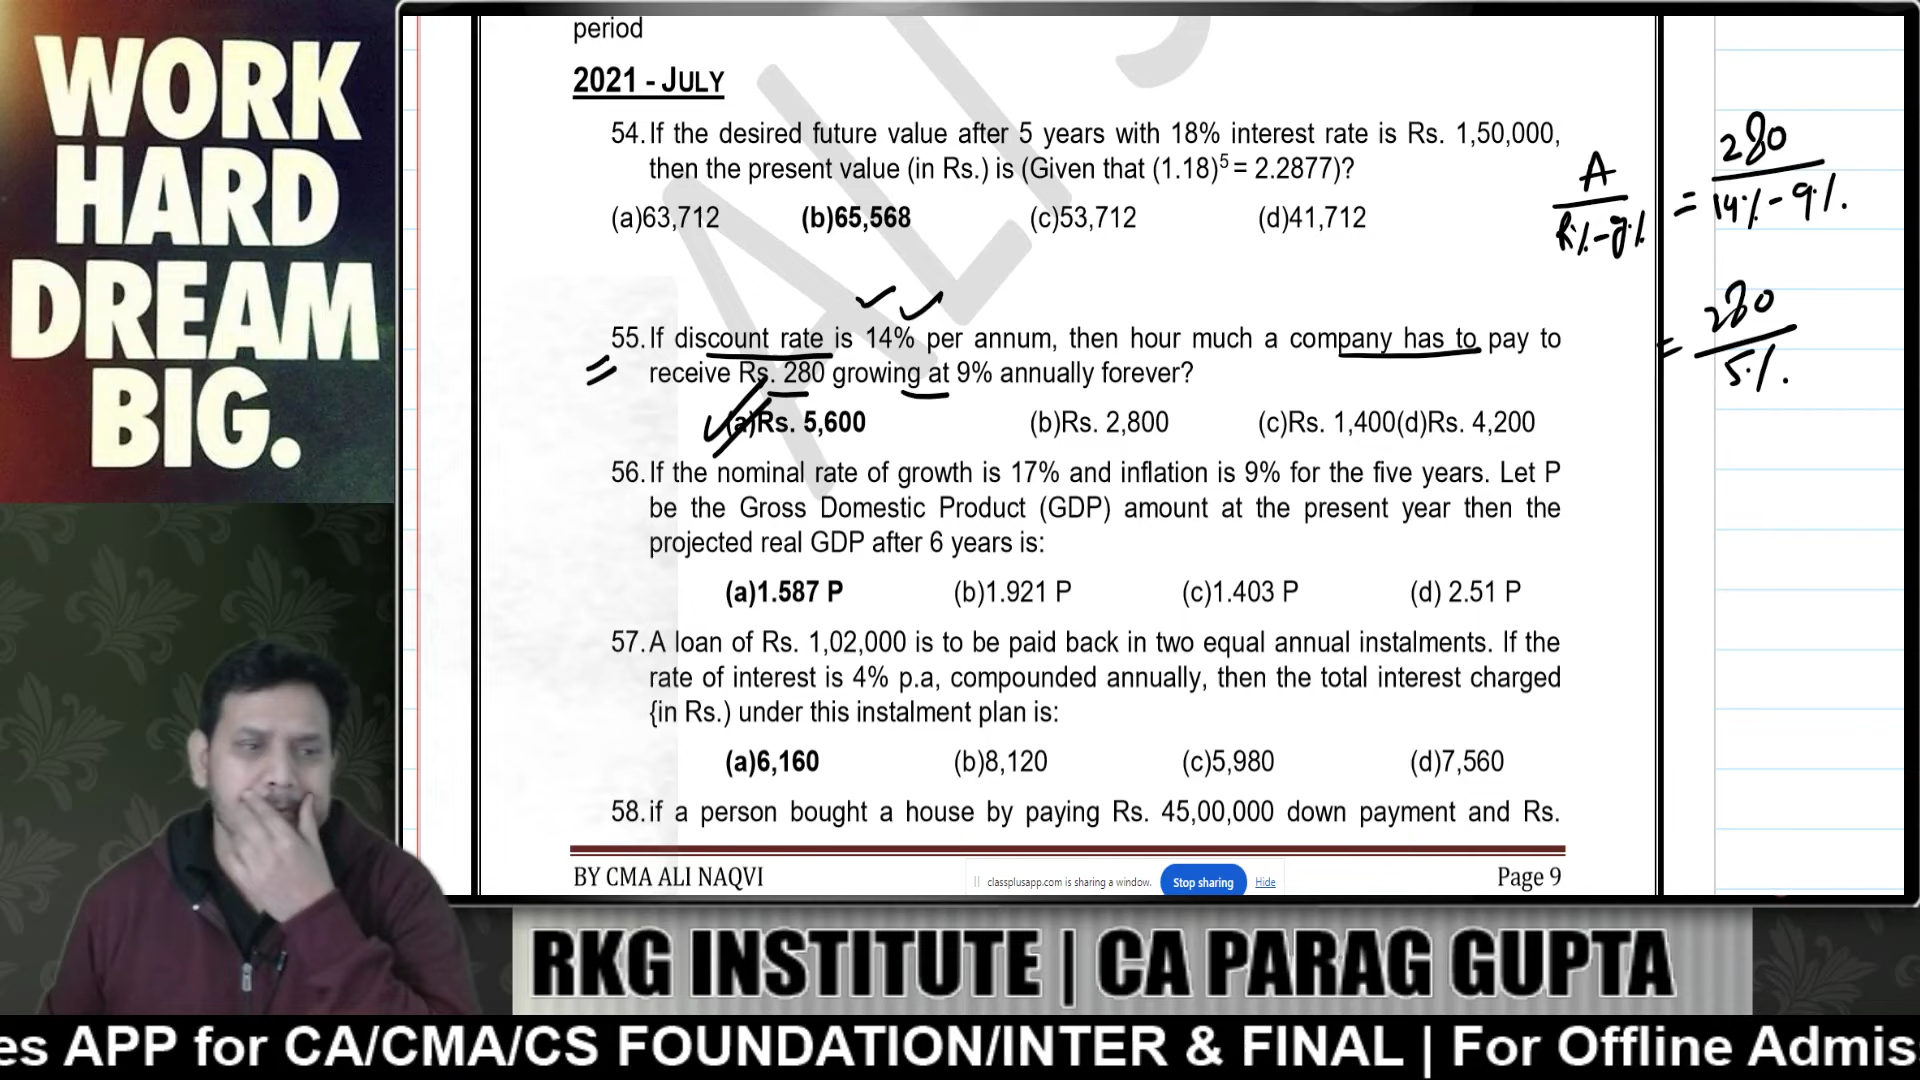 WORK
HARD
DREAM
BIG.
period
2021 - JULY
54. If the desired future value after 5 years with 18% interest rate is Rs. 1,50,000,
then the present value (in Rs.) is (Given that (1.18)⁵ = 2.2877)?
(a)63,712 (b)65,568 (c)53,712 (d)41,712
A / R% - g% = 280 / 14% - 9%.
= 280 / 5%.
55. If discount rate is 14% per annum, then hour much a company has to pay to
receive Rs. 280 growing at 9% annually forever?
(a)Rs. 5,600 (b)Rs. 2,800 (c)Rs. 1,400(d)Rs. 4,200
56. If the nominal rate of growth is 17% and inflation is 9% for the five years. Let P
be the Gross Domestic Product (GDP) amount at the present year then the
projected real GDP after 6 years is:
(a)1.587 P (b)1.921 P (c)1.403 P (d) 2.51 P
57. A loan of Rs. 1,02,000 is to be paid back in two equal annual instalments. If the
rate of interest is 4% p.a, compounded annually, then the total interest charged
{in Rs.) under this instalment plan is:
(a)6,160 (b)8,120 (c)5,980 (d)7,560
58. if a person bought a house by paying Rs. 45,00,000 down payment and Rs.
BY CMA ALI NAQVI Page 9
classplusapp.com is sharing a window. Stop sharing Hide
RKG INSTITUTE | CA PARAG GUPTA
es APP for CA/CMA/CS FOUNDATION/INTER & FINAL | For Offline Admis